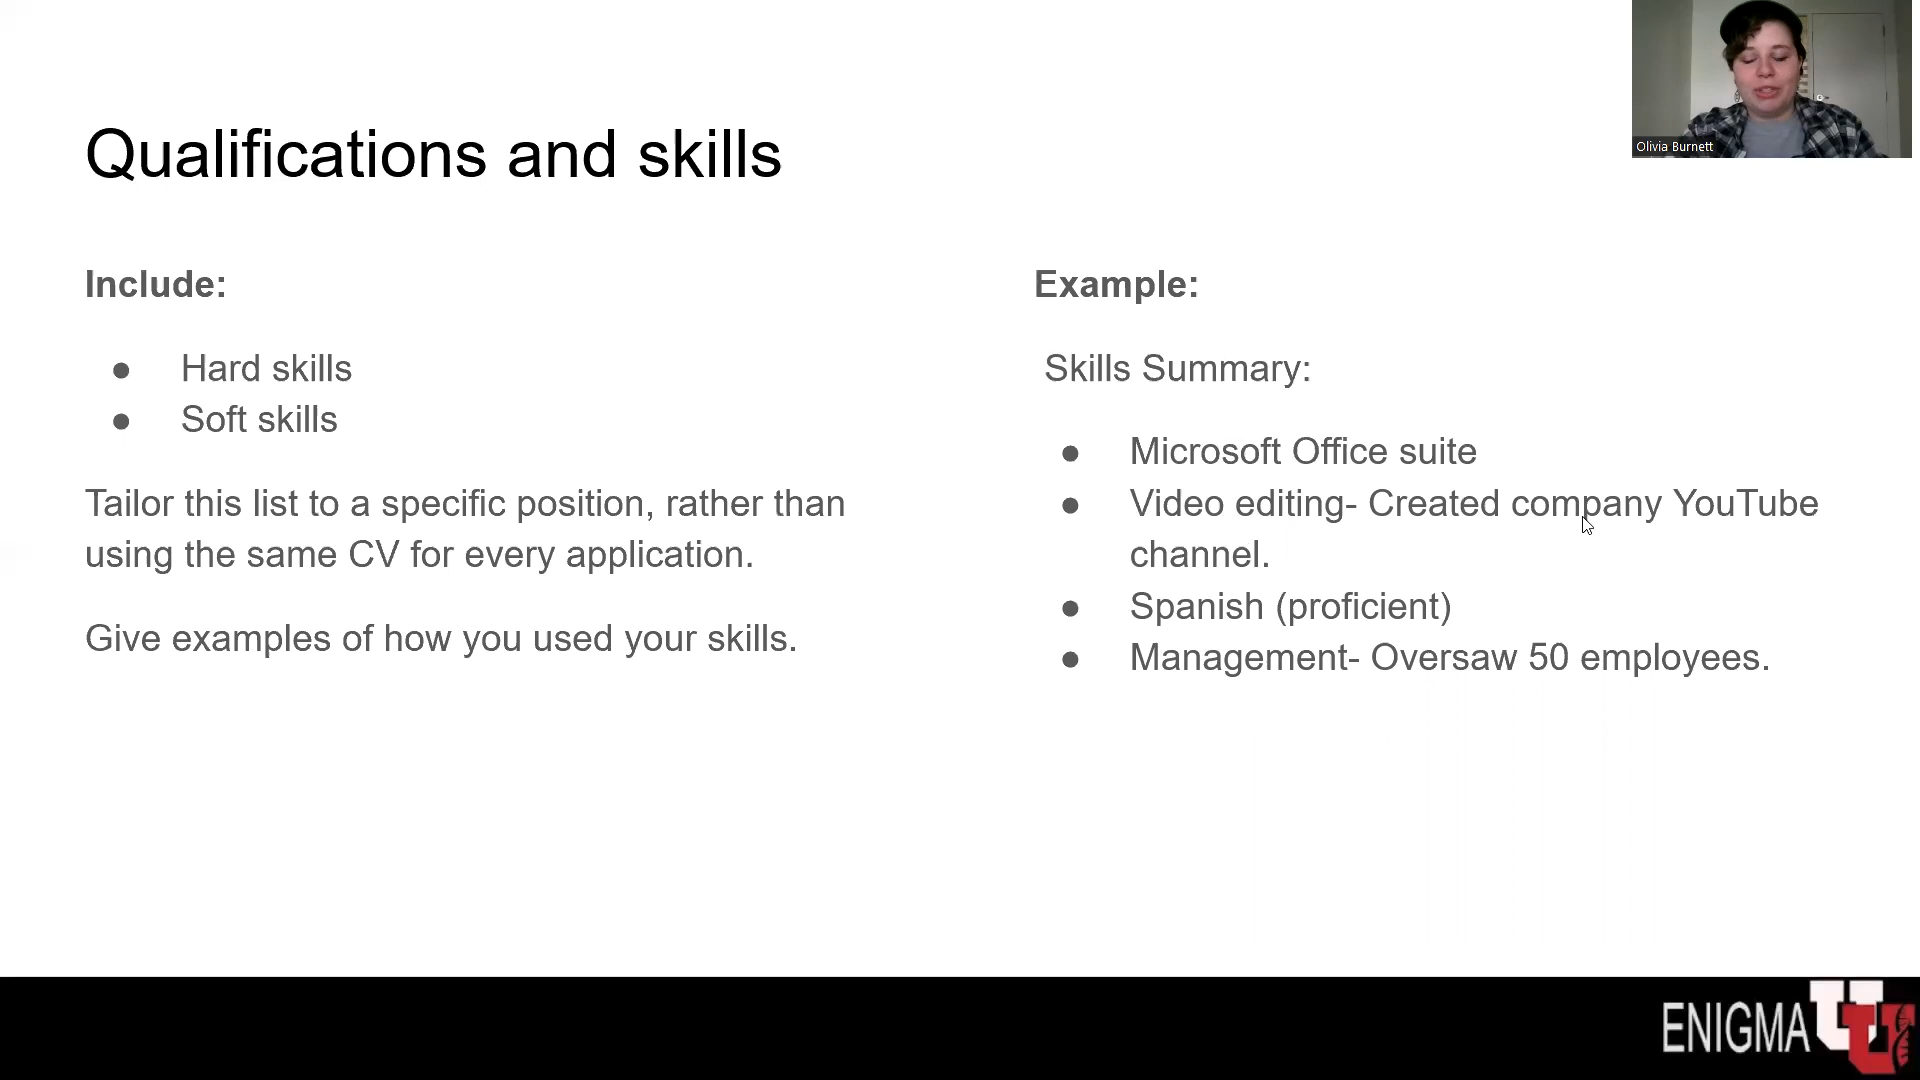 Olivia Burnett
Qualifications and skills
Include:
● Hard skills
● Soft skills
Tailor this list to a specific position, rather than
using the same CV for every application.
Give examples of how you used your skills.
Example:
Skills Summary:
● Microsoft Office suite
● Video editing- Created company YouTube
channel.
● Spanish (proficient)
● Management- Oversaw 50 employees.
ENIGMA U